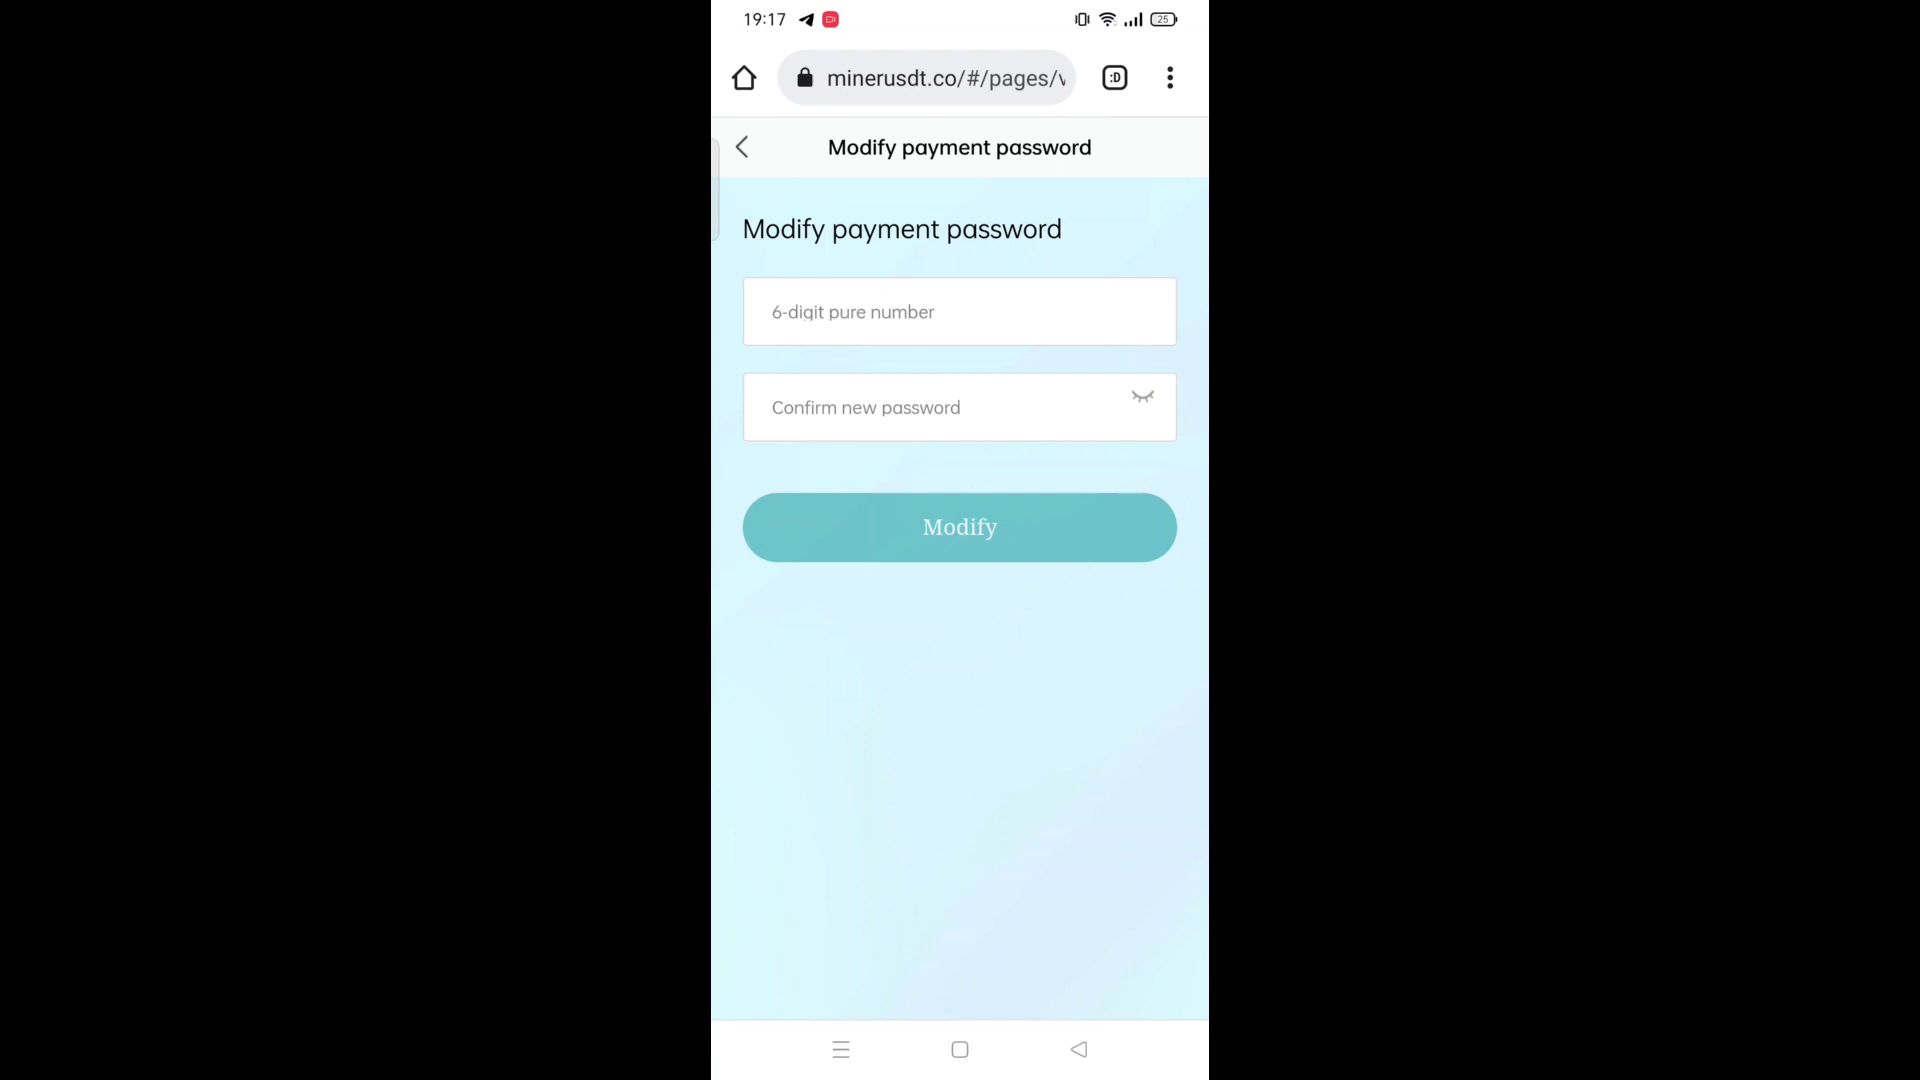 19:17
25
minerusdt.co/#/pages/v
:D
Modify payment password
Modify payment password
6-digit pure number
Confirm new password
Modify